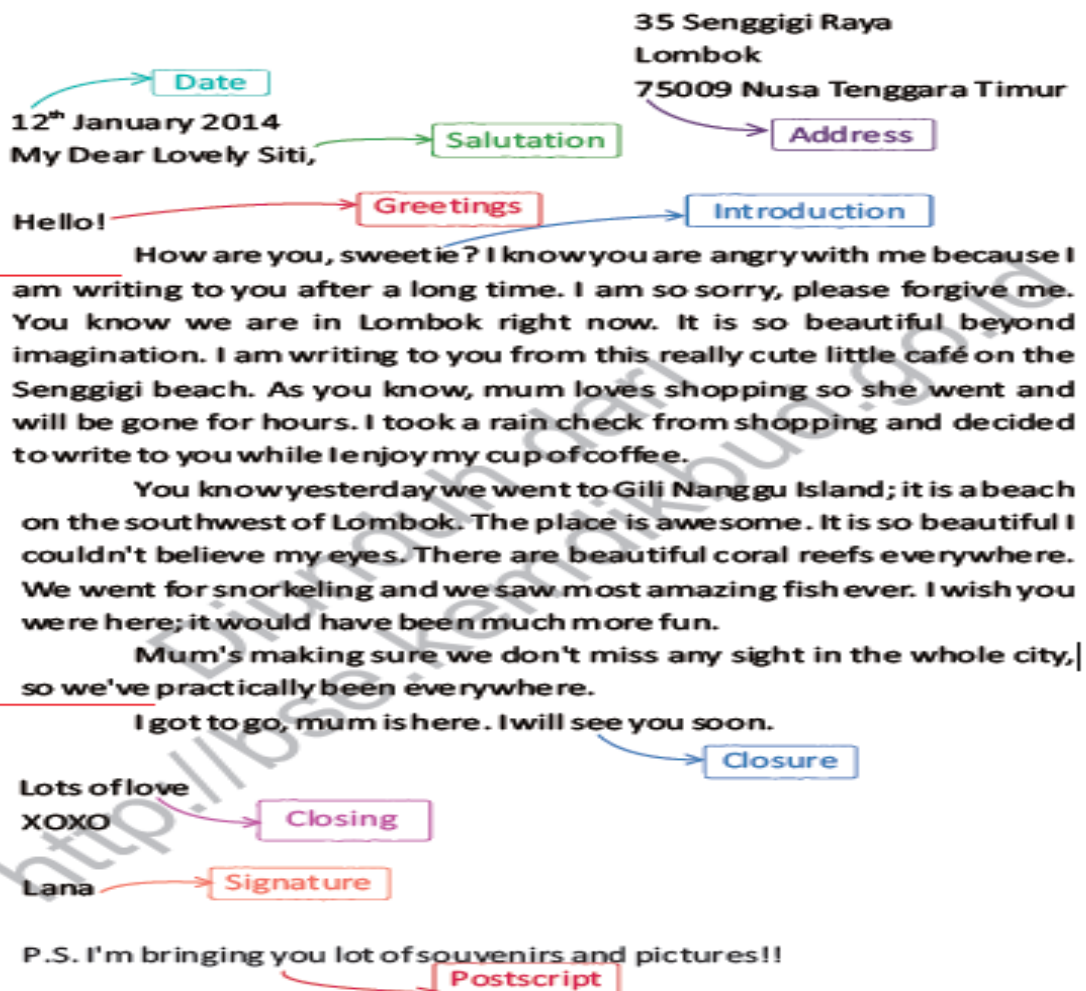 35 Senggigi Raya
Lombok
75009 Nusa Tenggara Timur
Address
Date
12th January 2014
My Dear Lovely Siti,
Salutation
Hello!
Greetings
Introduction
How are you, sweetie? I know you are angry with me because I
am writing to you after a long time. I am so sorry, please forgive me.
You know we are in Lombok right now. It is so beautiful beyond
imagination. I am writing to you from this really cute little café on the
Senggigi beach. As you know, mum loves shopping so she went and
will be gone for hours. I took a rain check from shopping and decided
to write to you while I enjoy my cup of coffee.
You know yesterday we went to Gili Nanggu Island; it is a beach
on the southwest of Lombok. The place is awesome. It is so beautiful I
couldn't believe my eyes. There are beautiful coral reefs everywhere.
We went for snorkeling and we saw most amazing fish ever. I wish you
were here; it would have been much more fun.
Mum's making sure we don't miss any sight in the whole city,
so we've practically been everywhere.
I got to go, mum is here. I will see you soon.
Closure
Lots of love
XOXO
Closing
Lana
Signature
P.S. I'm bringing you lot of souvenirs and pictures!!
Postscript
Diunduh dari
http://bse.kemdikbud.go.id